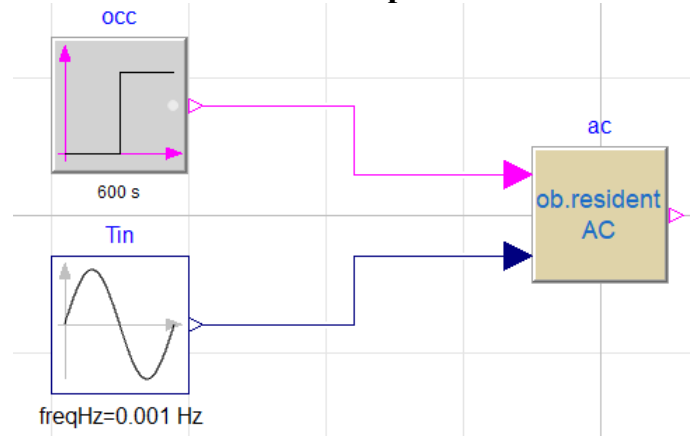 occ
600 s
Tin
freqHz=0.001 Hz
ac
ob.resident
AC